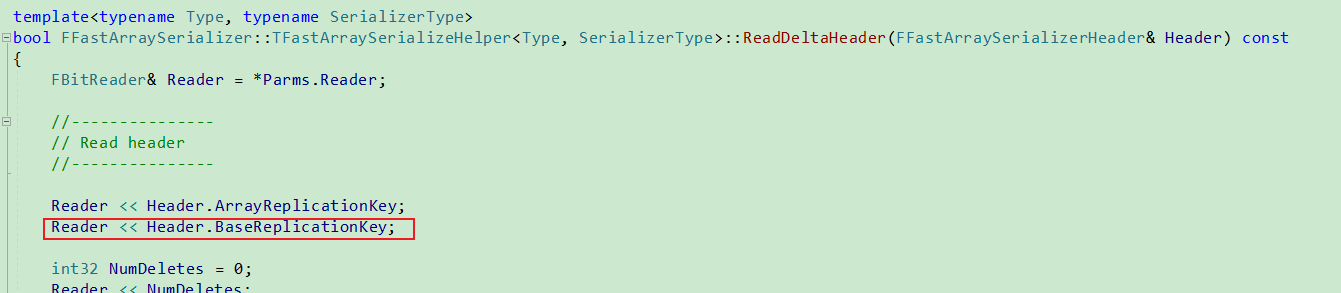 template<typename Type, typename SerializerType>
bool FFastArraySerializer::TFastArraySerializeHelper<Type, SerializerType>::ReadDeltaHeader(FFastArraySerializerHeader& Header) const
{
FBitReader& Reader = *Parms.Reader;
//---------------
// Read header
//---------------
Reader << Header.ArrayReplicationKey;
Reader << Header.BaseReplicationKey;
int32 NumDeletes = 0;
Reader << NumDeletes;